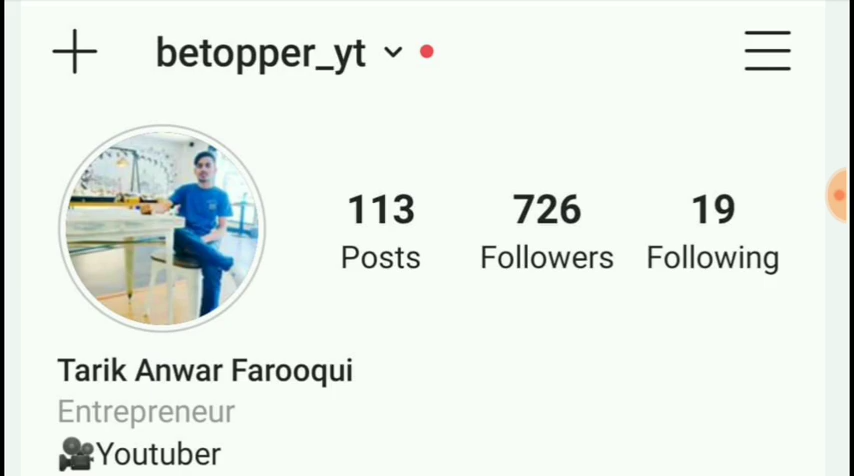 betopper_yt
113 726 19
Posts Followers Following
Tarik Anwar Farooqui
Entrepreneur
🎥Youtuber